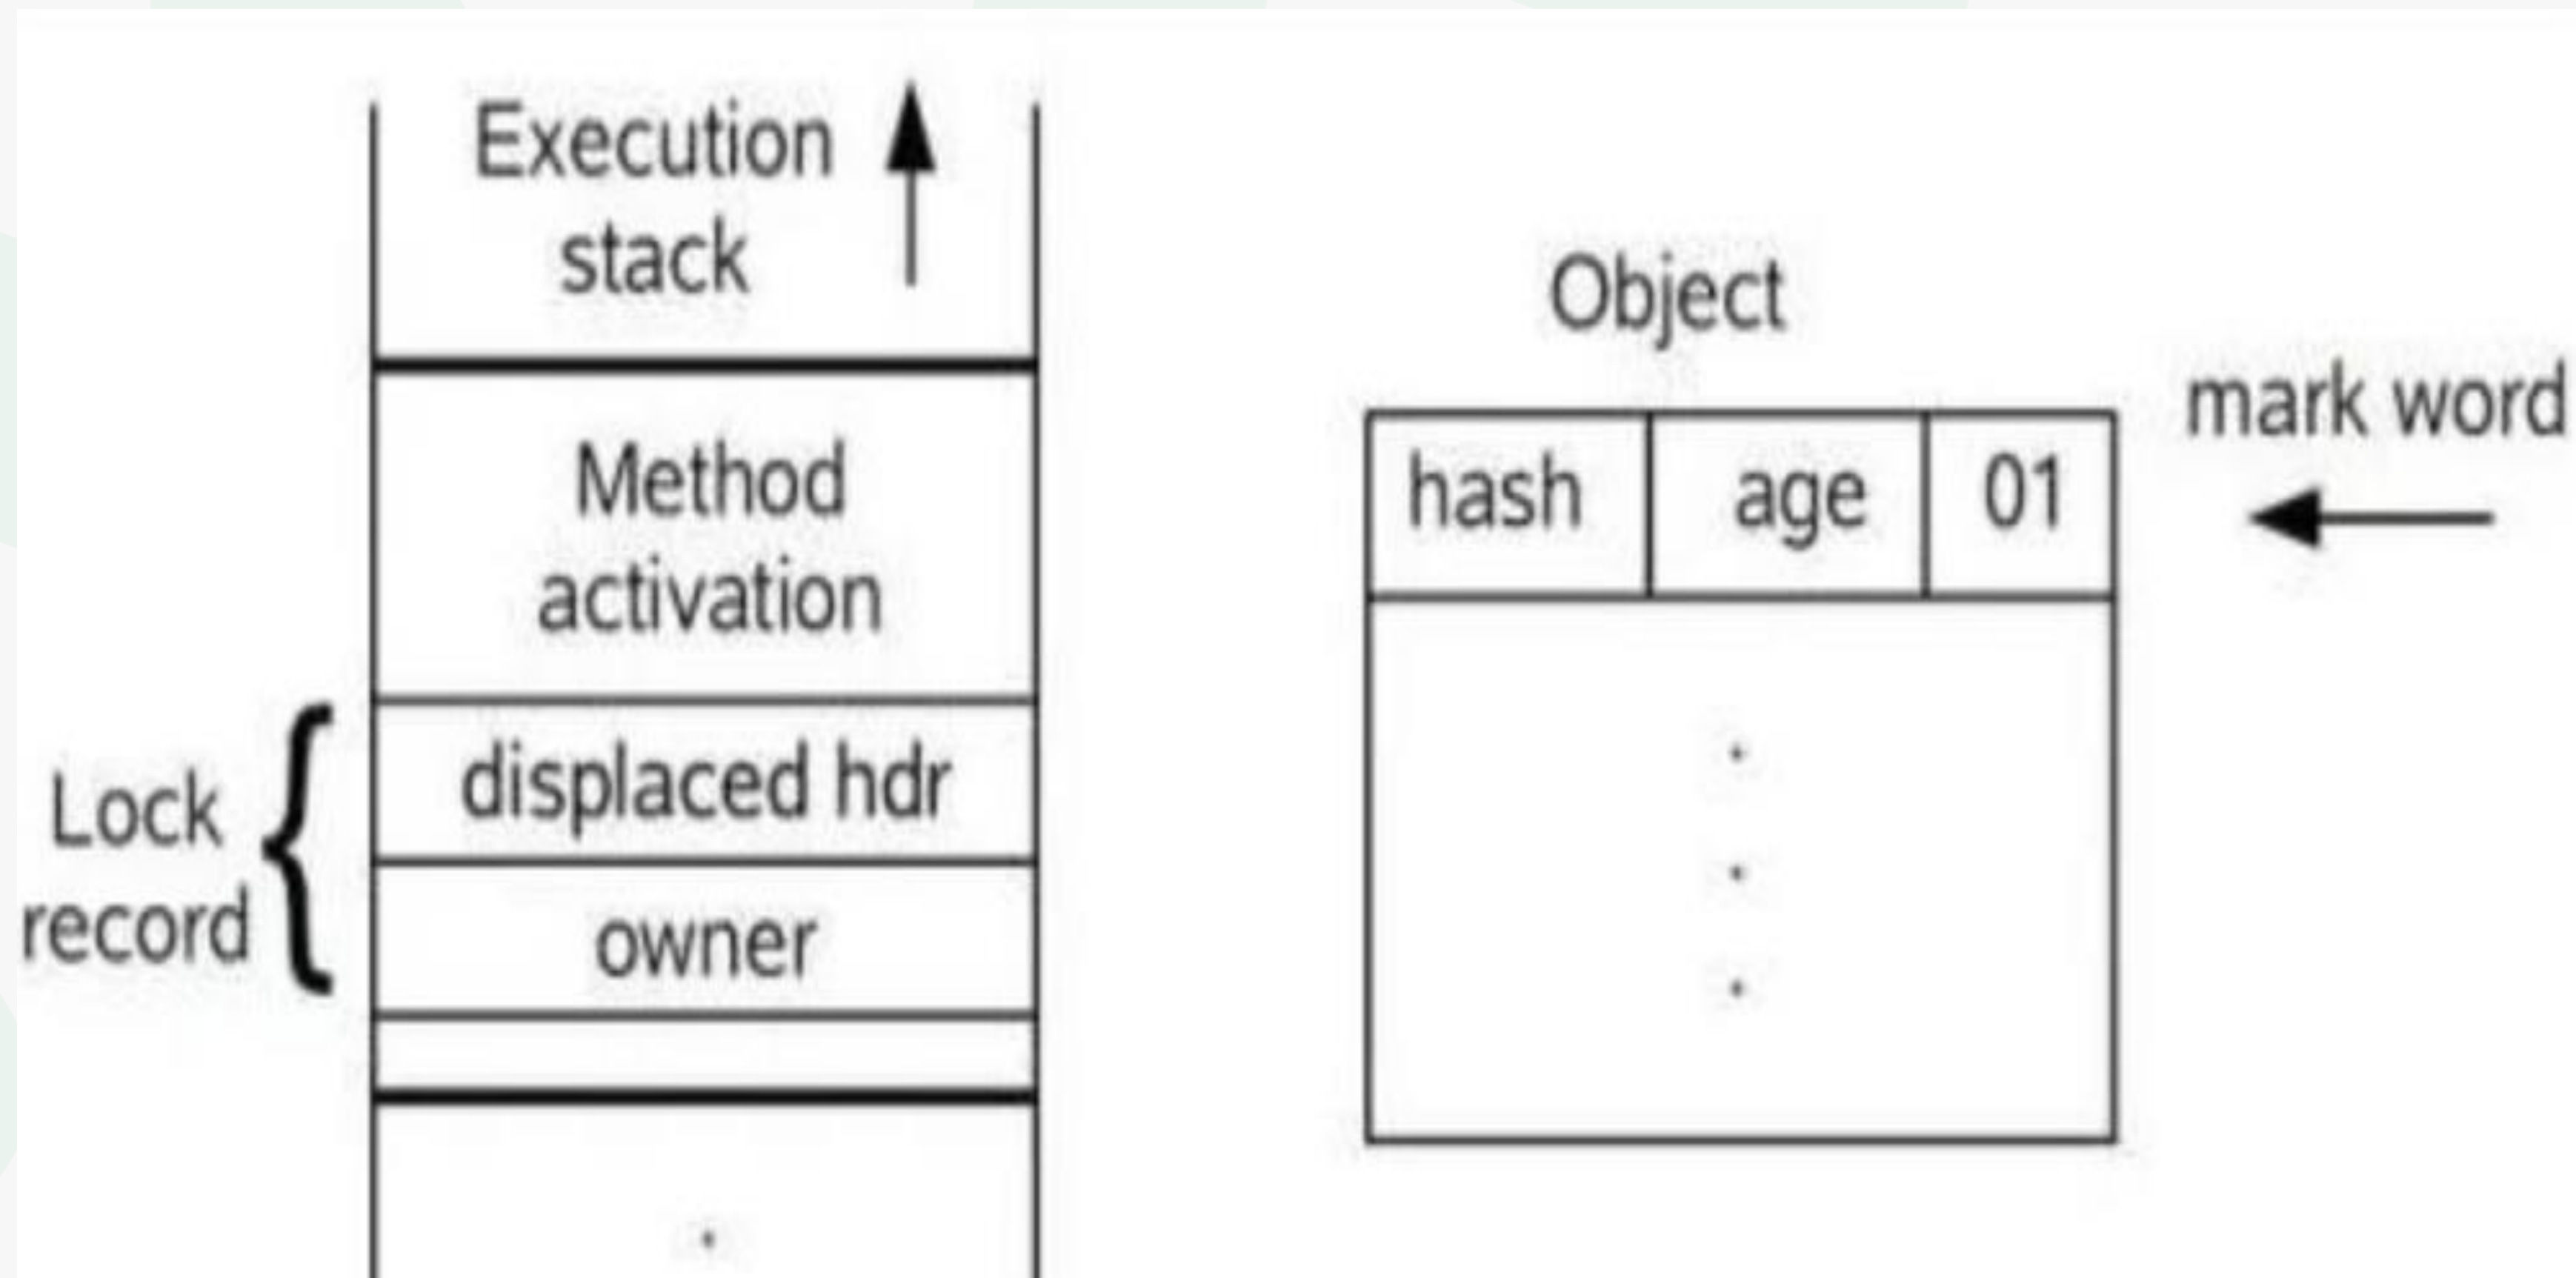 Execution
stack
Method
activation
Lock
record
displaced hdr
owner
Object
mark word
hash age 01